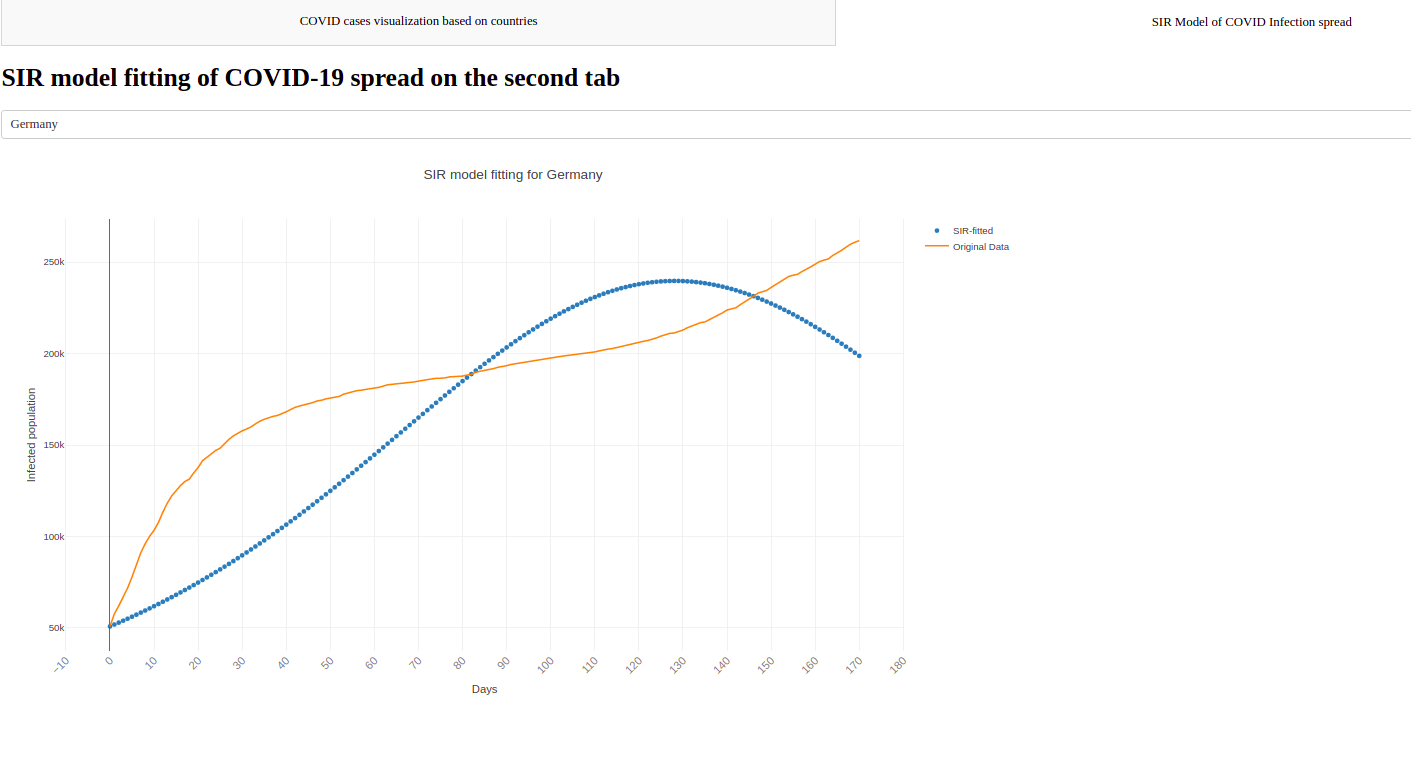 COVID cases visualization based on countries
SIR Model of COVID Infection spread
SIR model fitting of COVID-19 spread on the second tab
Germany
SIR model fitting for Germany
SIR-fitted
Original Data
250k
200k
150k
100k
50k
Infected population
−10 0 10 20 30 40 50 60 70 80 90 100 110 120 130 140 150 160 170 180
Days